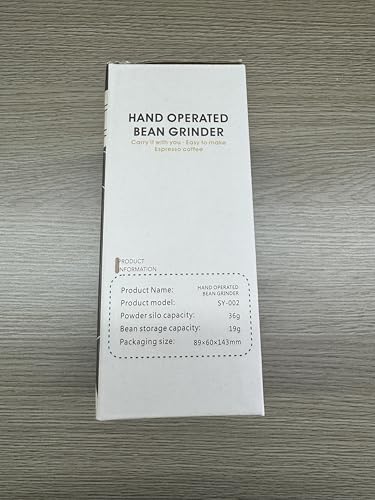 HAND OPERATED
BEAN GRINDER
Carry it with you · Easy to make
Espresso coffee
PRODUCT
INFORMATION
Product Name: HAND OPERATED
BEAN GRINDER
Product model: SY-002
Powder silo capacity: 36g
Bean storage capacity: 19g
Packaging size: 89×60×143mm